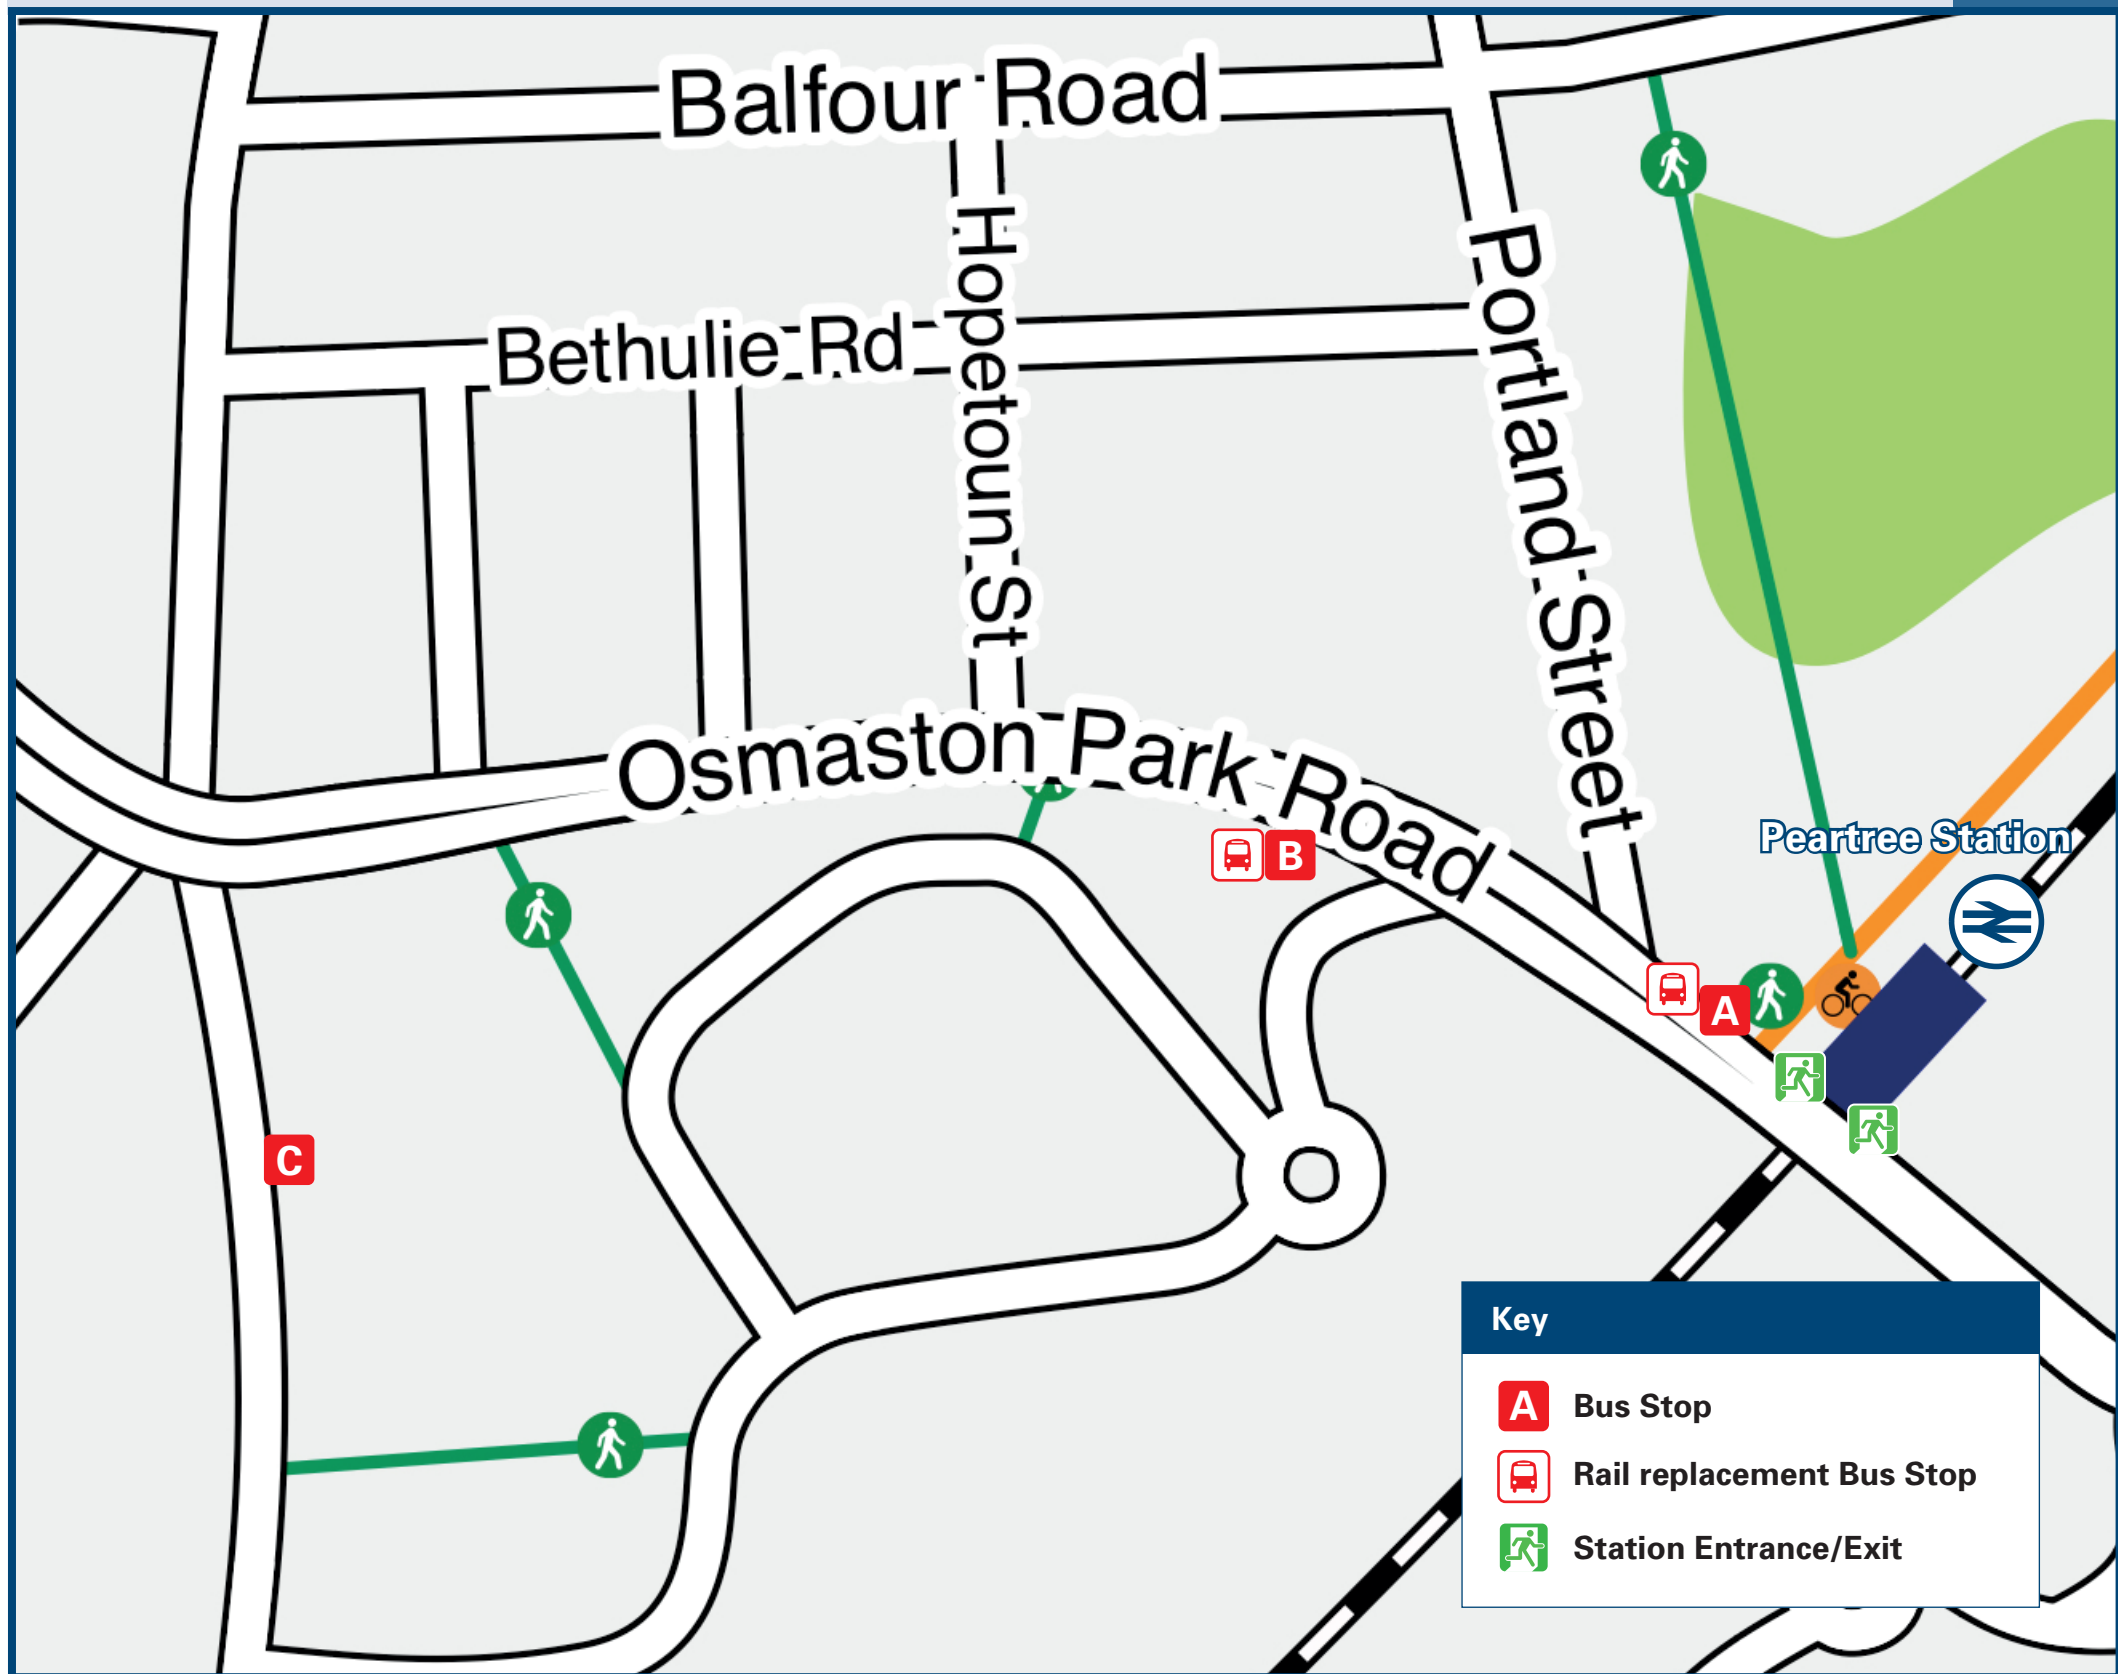 Balfour Road
Hopetoun St
Portland Street
Bethulie Rd
Osmaston Park Road
Peartree Station
B
A
C
Key
A Bus Stop
Rail replacement Bus Stop
Station Entrance/Exit